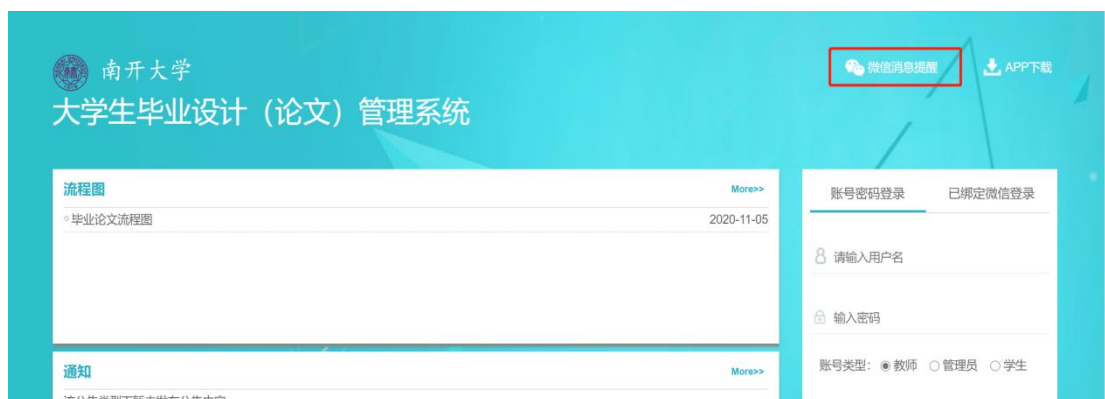 南开大学
大学生毕业设计（论文）管理系统
微信消息提醒
APP下载
流程图 More>>
毕业论文流程图 2020-11-05
通知 More>>
账号密码登录 已绑定微信登录
请输入用户名
输入密码
账号类型： 教师 管理员 学生